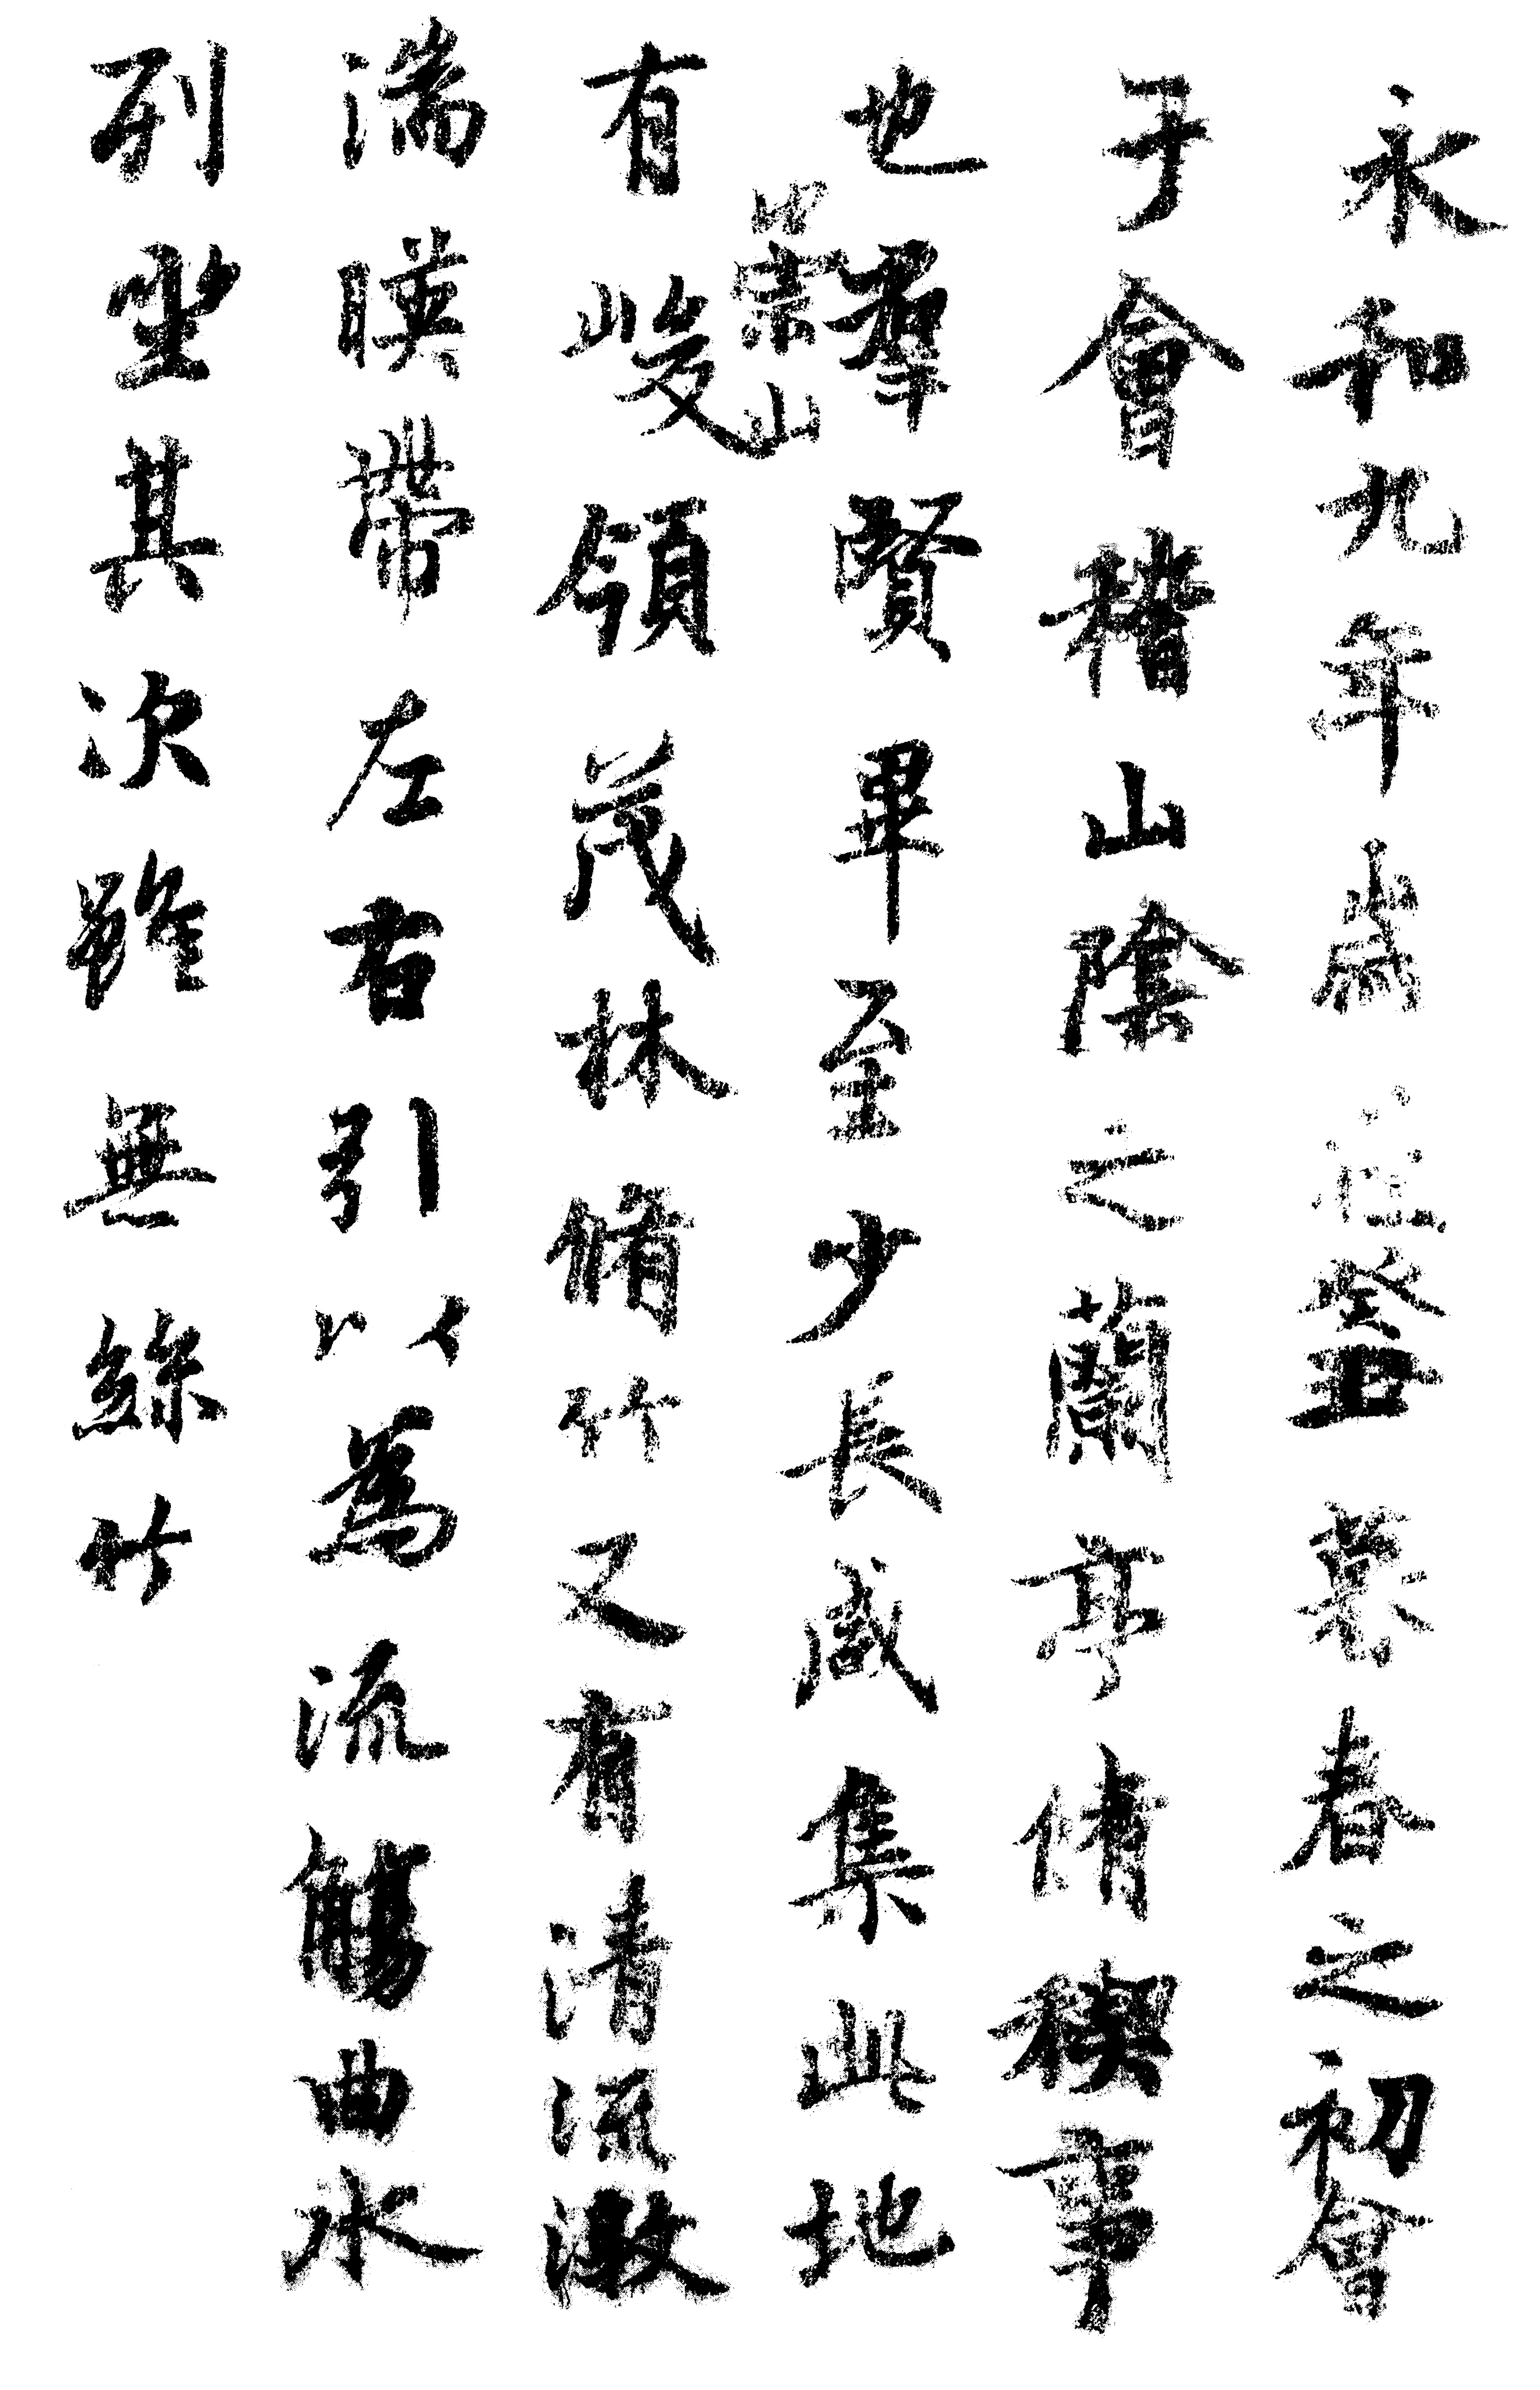 永和九年歲在癸丑暮春之初會
于會稽山陰之蘭亭脩稧事
也羣賢畢至少長咸集此地
有崇山峻領茂林脩竹又有清流激
湍暎帶左右引以為流觴曲水
列坐其次雖無絲竹